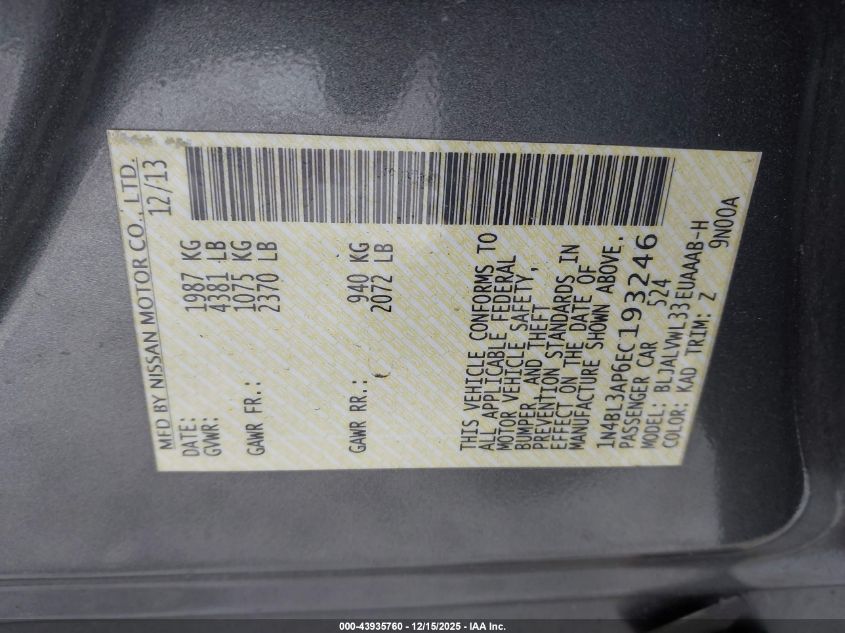 MFD BY NISSAN MOTOR CO., LTD.
DATE: 12/13
GVWR: 1987 KG
4381 LB
GAWR FR.: 1075 KG
2370 LB
GAWR RR.: 940 KG
2072 LB
THIS VEHICLE CONFORMS TO
ALL APPLICABLE FEDERAL
MOTOR VEHICLE SAFETY,
BUMPER, AND THEFT
PREVENTION STANDARDS IN
EFFECT ON THE DATE OF
MANUFACTURE SHOWN ABOVE.
1N4BL3AP6EC193246
PASSENGER CAR 524
MODEL: BLJALVWL33EUAAAB-H
COLOR: KAD TRIM: Z 9N00A
000-43935760 - 12/15/2025 - IAA Inc.